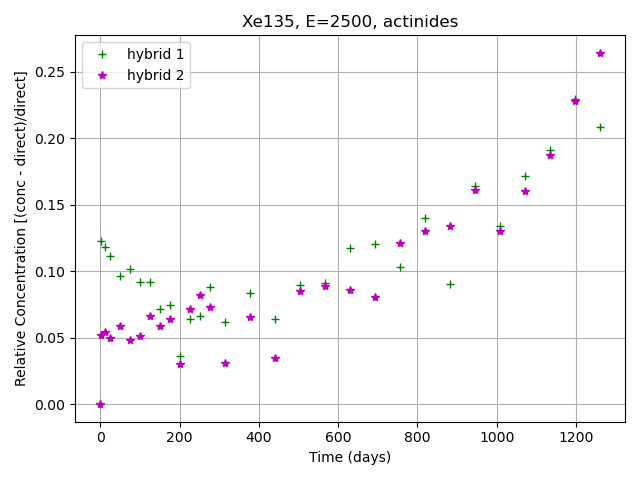 Xe135, E=2500, actinides
hybrid 1
hybrid 2
Relative Concentration [(conc - direct)/direct]
0.25
0.20
0.15
0.10
0.05
0.00
0 200 400 600 800 1000 1200
Time (days)